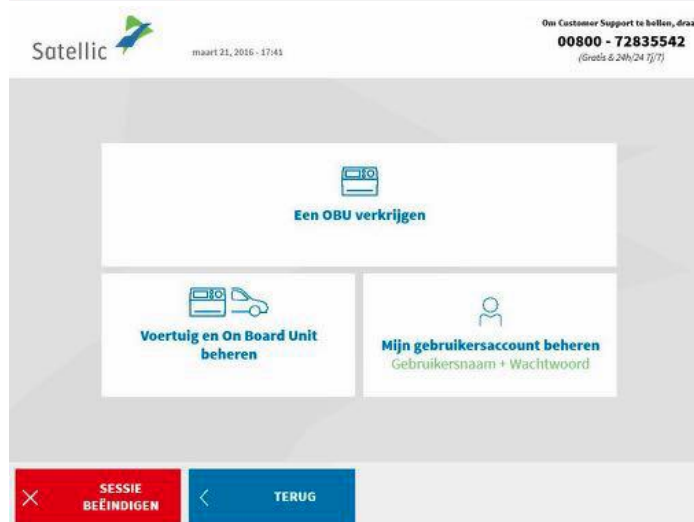 Satellic
maart 21, 2016 - 17:41
Om Customer Support te bellen, draa
00800 - 72835542
(Gratis & 24h/24 7j/7)
Een OBU verkrijgen
Voertuig en On Board Unit
beheren
Mijn gebruikersaccount beheren
Gebruikersnaam + Wachtwoord
SESSIE
BEËINDIGEN
TERUG